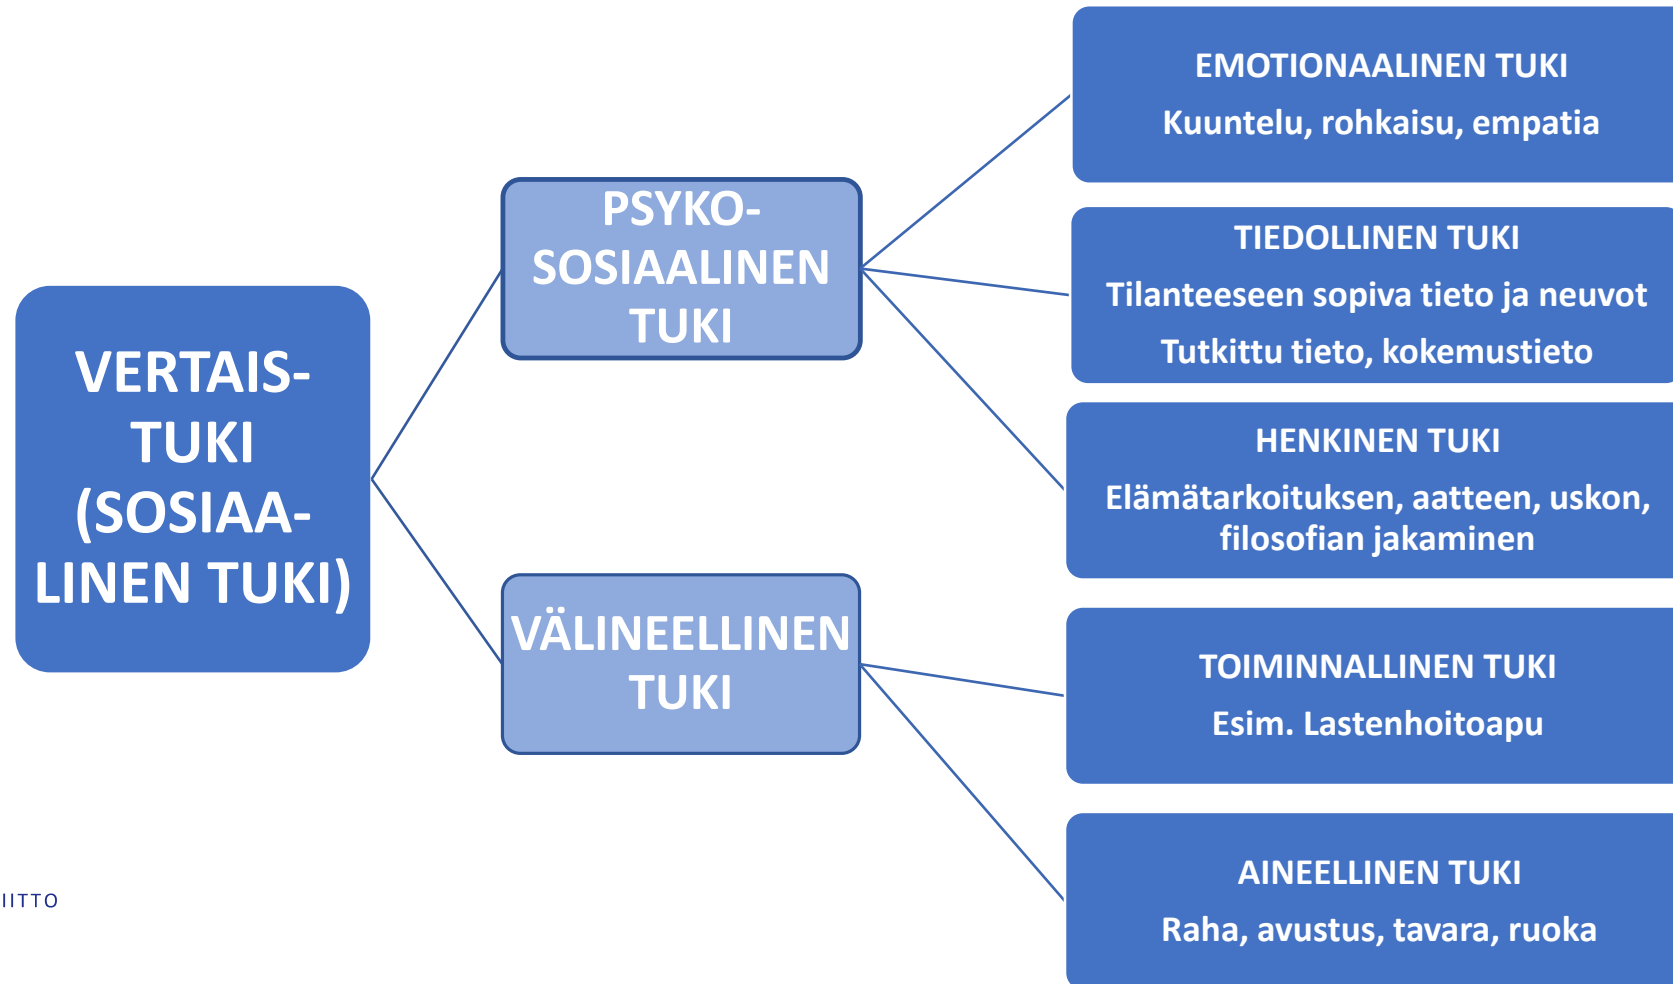 VERTAIS-
TUKI
(SOSIAA-
LINEN TUKI)
PSYKO-
SOSIAALINEN
TUKI
VÄLINEELLINEN
TUKI
EMOTIONAALINEN TUKI
Kuuntelu, rohkaisu, empatia
TIEDOLLINEN TUKI
Tilanteeseen sopiva tieto ja neuvot
Tutkittu tieto, kokemustieto
HENKINEN TUKI
Elämätarkoituksen, aatteen, uskon,
filosofian jakaminen
TOIMINNALLINEN TUKI
Esim. Lastenhoitoapu
AINEELLINEN TUKI
Raha, avustus, tavara, ruoka
IITTO